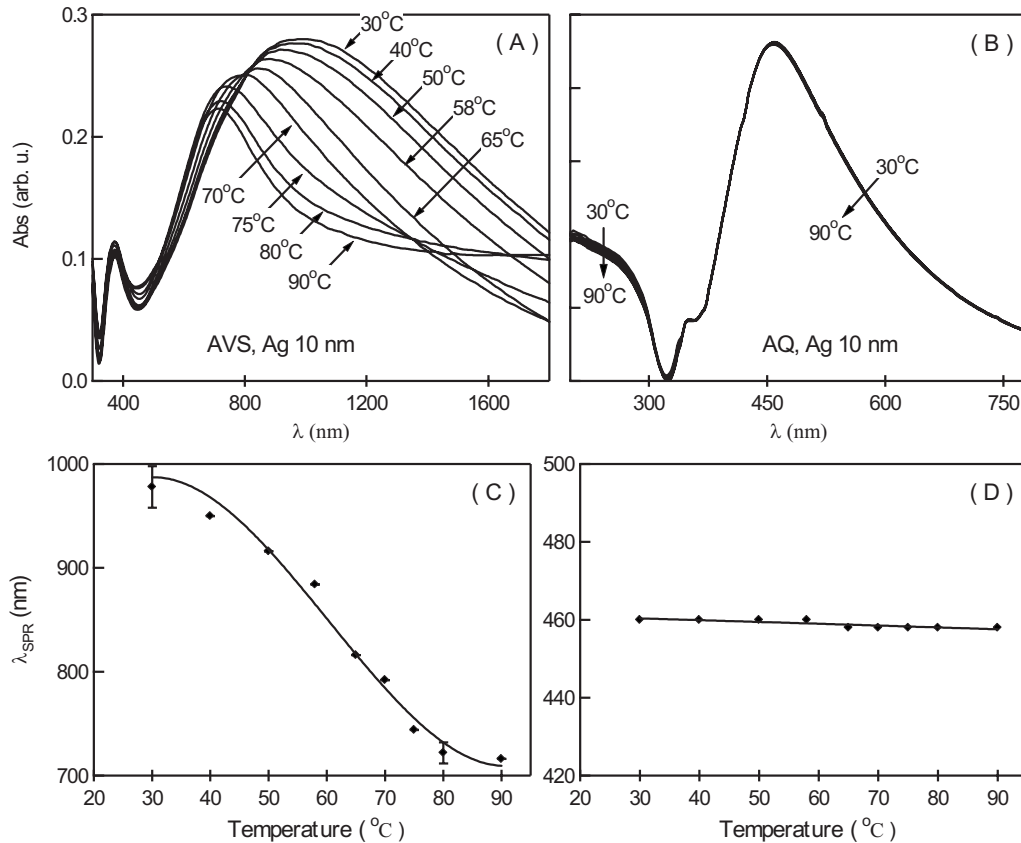 0.3
0.2
0.1
0.0
Abs (arb. u.)
400
800
1200
1600
λ (nm)
( A )
30°C
40°C
50°C
58°C
65°C
70°C
75°C
80°C
90°C
AVS, Ag 10 nm
( B )
30°C
90°C
30°C
90°C
AQ, Ag 10 nm
300
450
600
750
λ (nm)
1000
900
800
700
λSPR (nm)
( C )
20
30
40
50
60
70
80
90
Temperature ( °C)
500
480
460
440
420
( D )
20
30
40
50
60
70
80
90
Temperature ( °C)